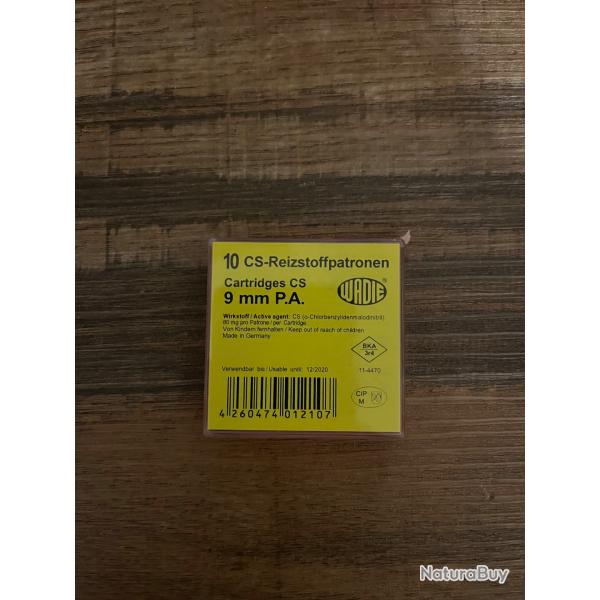 10 CS-Reizstoffpatronen
Cartridges CS
9 mm P.A.
WADIE ®
Wirkstoff / Active agent: CS (o-Chlorbenzylidenmalodinitril)
80 mg pro Patrone / per Cartridge.
Von Kindern fernhalten / Keep out of reach of children
Made in Germany
BKA
3r4
Verwendbar bis / Usable until: 12/2020
11-4470
4 260474 012107
CIP
M
NaturaBuy